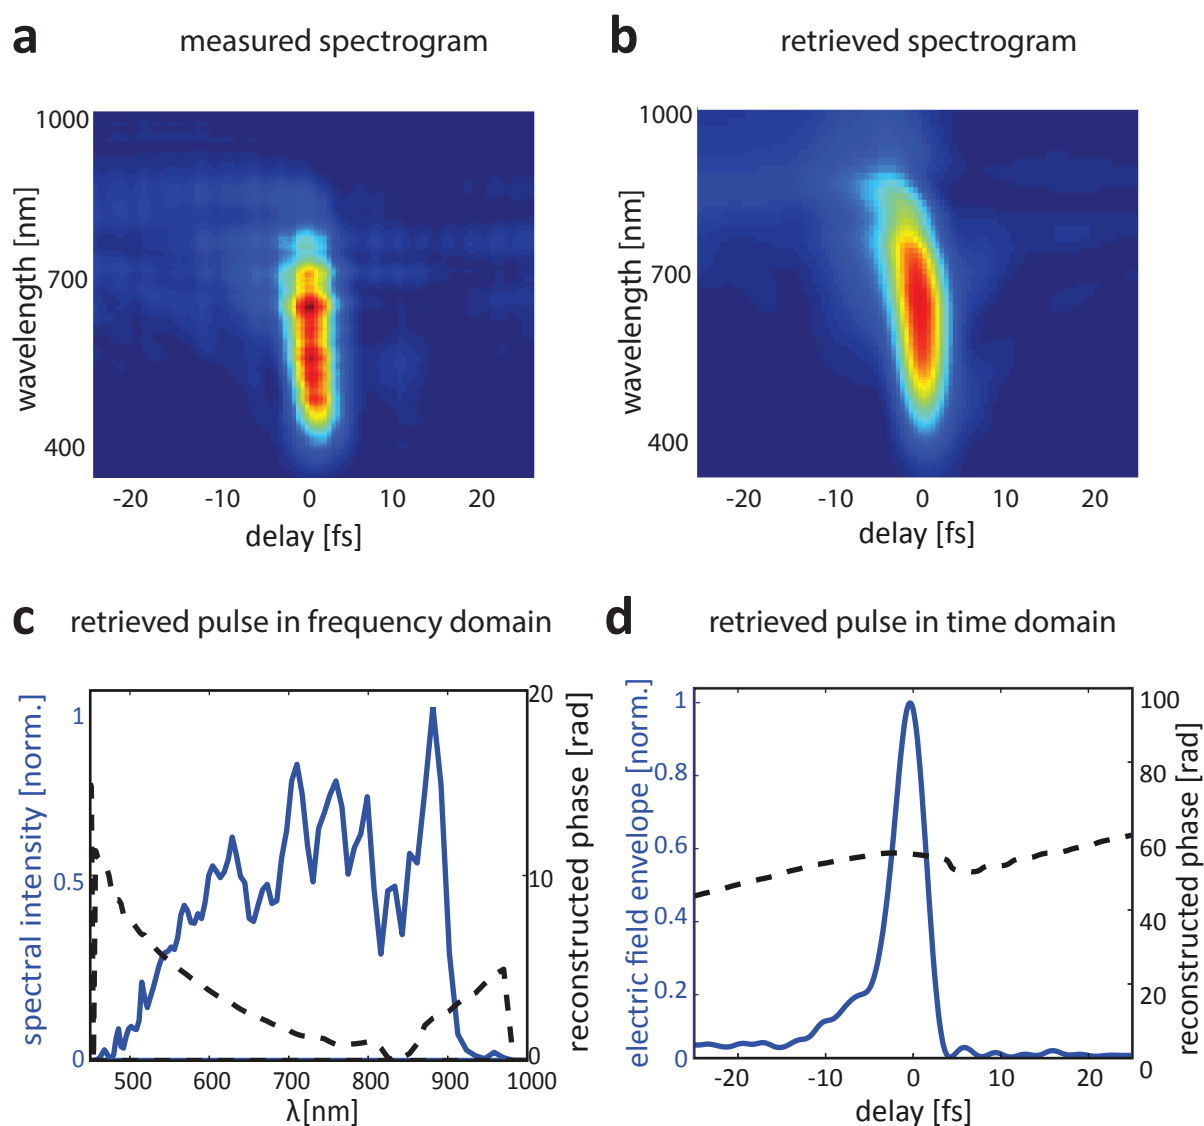 a measured spectrogram
b retrieved spectrogram
wavelength [nm]
1000
700
400
-20 -10 0 10 20
delay [fs]
wavelength [nm]
1000
700
400
-20 -10 0 10 20
delay [fs]
c retrieved pulse in frequency domain
d retrieved pulse in time domain
spectral intensity [norm.]
1
0.5
0
20
10
0
reconstructed phase [rad]
500 600 700 800 900 1000
λ[nm]
electric field envelope [norm.]
1
0.8
0.6
0.4
0.2
0
100
80
60
40
20
0
reconstructed phase [rad]
-20 -10 0 10 20
delay [fs]